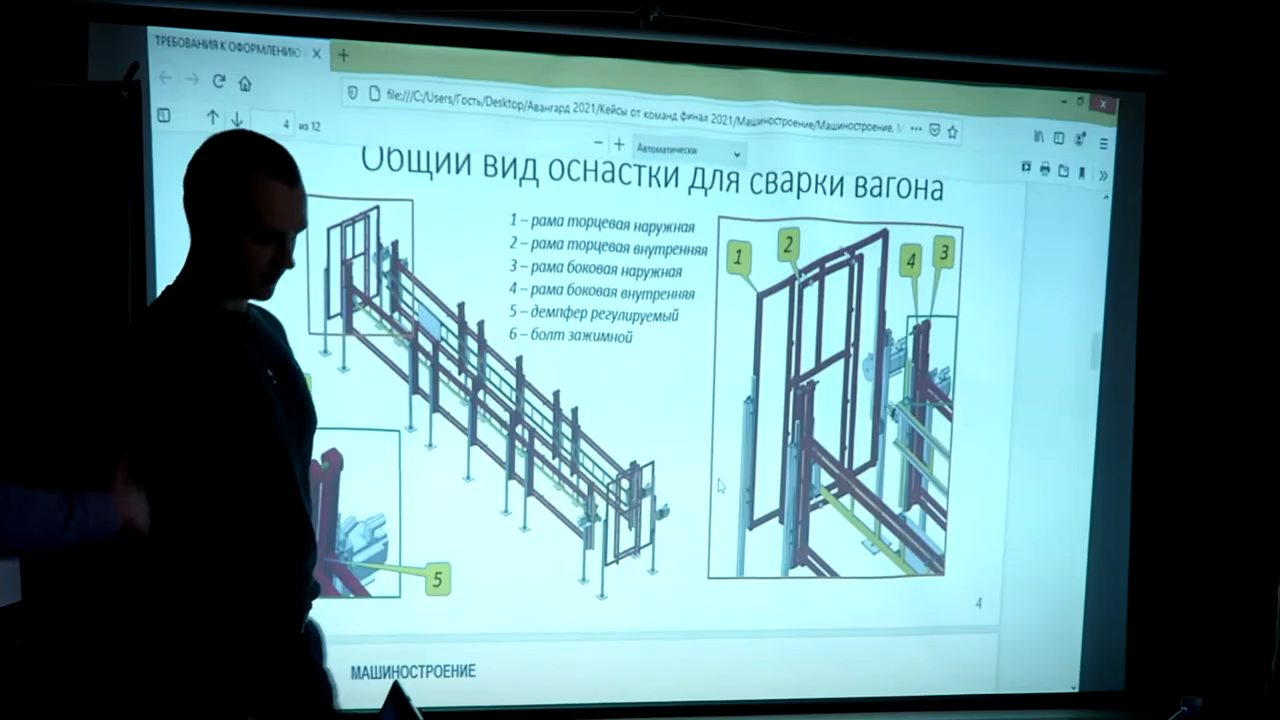 ТРЕБОВАНИЯ К ОФОРМЛЕНИЮ
file:///C:/Users/Гость/Desktop/Авангард 2021/Кейсы от команд финал 2021/Машиностроение/Машиностроение.
4 из 12
Автоматически
Общий вид оснастки для сварки вагона
1 – рама торцевая наружная
2 – рама торцевая внутренняя
3 – рама боковая наружная
4 – рама боковая внутренняя
5 – демпфер регулируемый
6 – болт зажимной
1
2
4
3
5
4
МАШИНОСТРОЕНИЕ